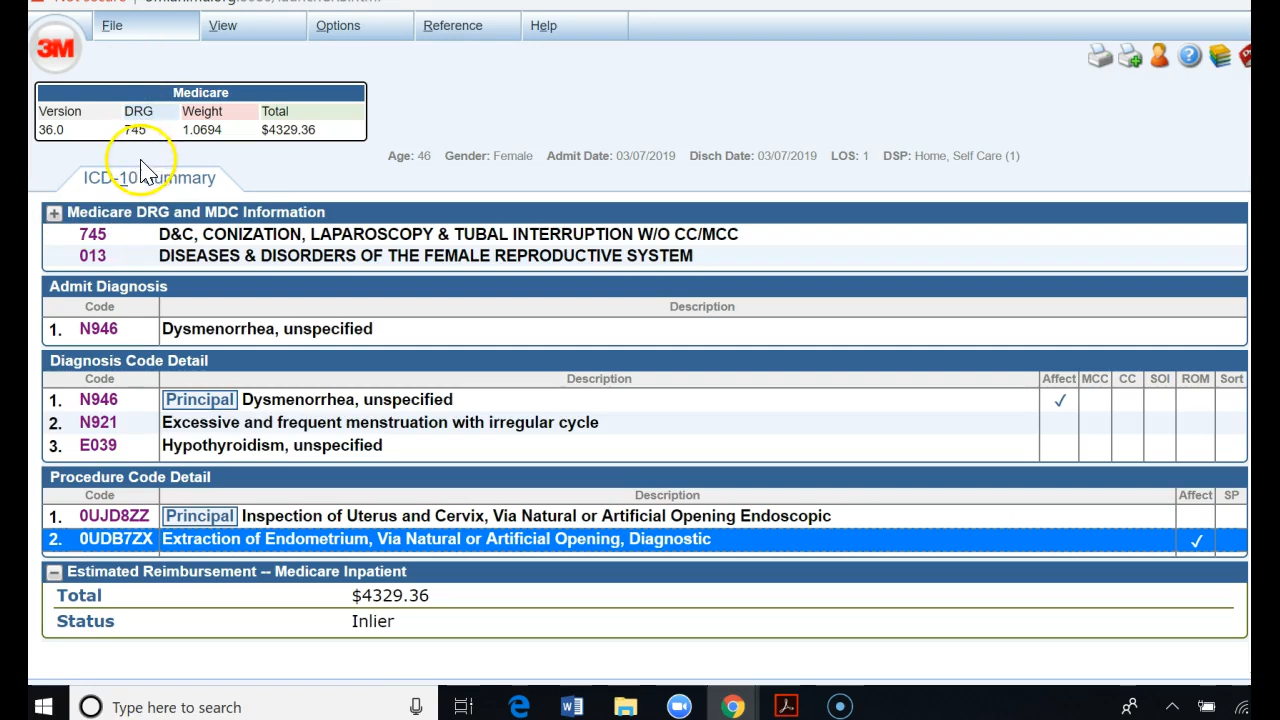 File View Options Reference Help
3M
Medicare
Version DRG Weight Total
36.0 745 1.0694 $4329.36
Age: 46 Gender: Female Admit Date: 03/07/2019 Disch Date: 03/07/2019 LOS: 1 DSP: Home, Self Care (1)
ICD-10 Summary
Medicare DRG and MDC Information
745 D&C, CONIZATION, LAPAROSCOPY & TUBAL INTERRUPTION W/O CC/MCC
013 DISEASES & DISORDERS OF THE FEMALE REPRODUCTIVE SYSTEM
Admit Diagnosis
Code Description
1. N946 Dysmenorrhea, unspecified
Diagnosis Code Detail
Code Description Affect MCC CC SOI ROM Sort
1. N946 Principal Dysmenorrhea, unspecified ✓
2. N921 Excessive and frequent menstruation with irregular cycle
3. E039 Hypothyroidism, unspecified
Procedure Code Detail
Code Description Affect SP
1. 0UJD8ZZ Principal Inspection of Uterus and Cervix, Via Natural or Artificial Opening Endoscopic
2. 0UDB7ZX Extraction of Endometrium, Via Natural or Artificial Opening, Diagnostic ✓
Estimated Reimbursement -- Medicare Inpatient
Total $4329.36
Status Inlier
Type here to search